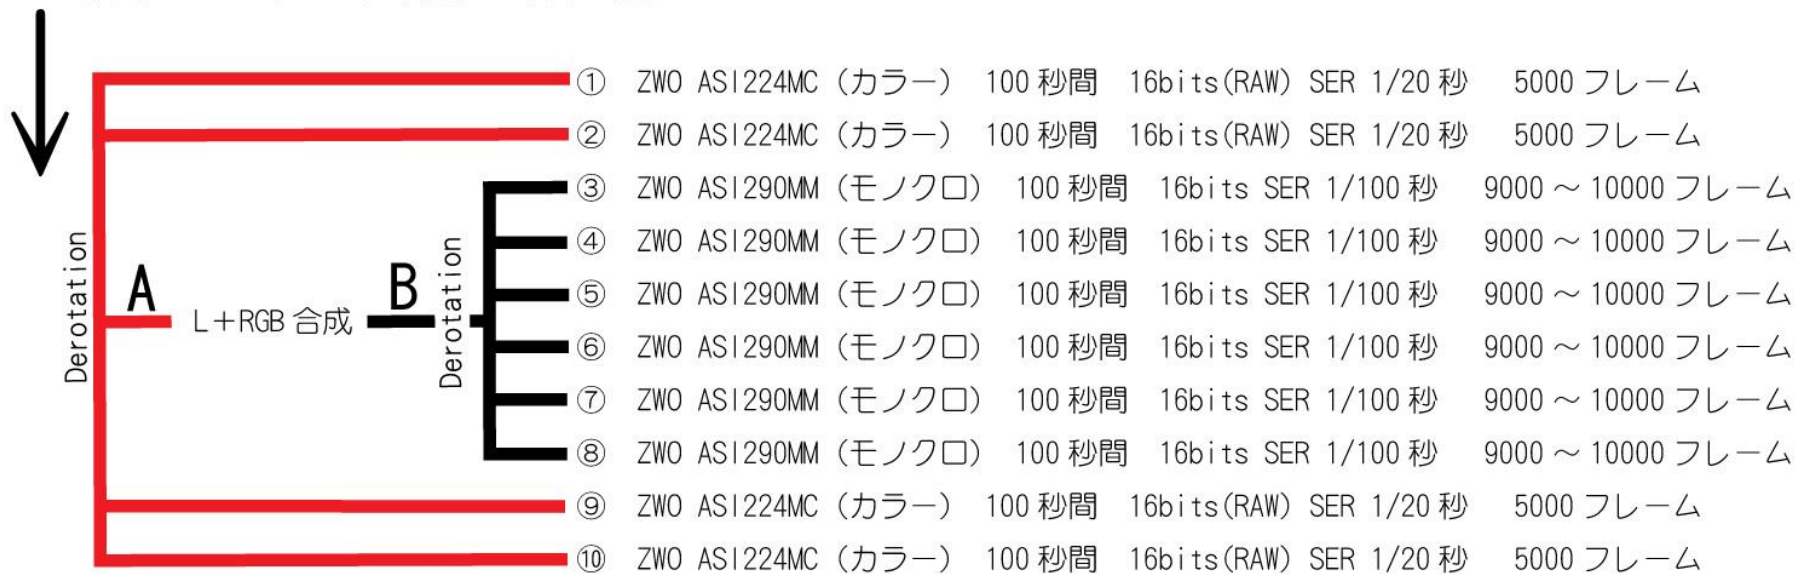 ① ZWO ASI224MC（カラー） 100秒間 16bits(RAW) SER 1/20秒 5000フレーム
② ZWO ASI224MC（カラー） 100秒間 16bits(RAW) SER 1/20秒 5000フレーム
③ ZWO ASI290MM（モノクロ） 100秒間 16bits SER 1/100秒 9000～10000フレーム
④ ZWO ASI290MM（モノクロ） 100秒間 16bits SER 1/100秒 9000～10000フレーム
⑤ ZWO ASI290MM（モノクロ） 100秒間 16bits SER 1/100秒 9000～10000フレーム
Derotation
A
L＋RGB合成
B
Derotation
⑥ ZWO ASI290MM（モノクロ） 100秒間 16bits SER 1/100秒 9000～10000フレーム
⑦ ZWO ASI290MM（モノクロ） 100秒間 16bits SER 1/100秒 9000～10000フレーム
⑧ ZWO ASI290MM（モノクロ） 100秒間 16bits SER 1/100秒 9000～10000フレーム
⑨ ZWO ASI224MC（カラー） 100秒間 16bits(RAW) SER 1/20秒 5000フレーム
⑩ ZWO ASI224MC（カラー） 100秒間 16bits(RAW) SER 1/20秒 5000フレーム